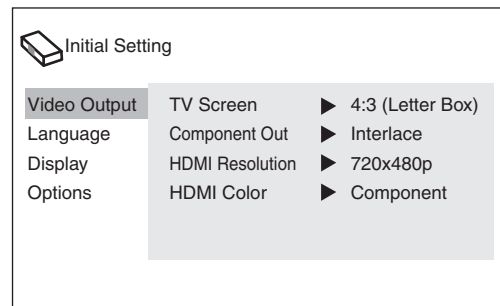 Initial Setting
Video Output TV Screen ▶ 4:3 (Letter Box)
Language Component Out ▶ Interlace
Display HDMI Resolution ▶ 720x480p
Options HDMI Color ▶ Component